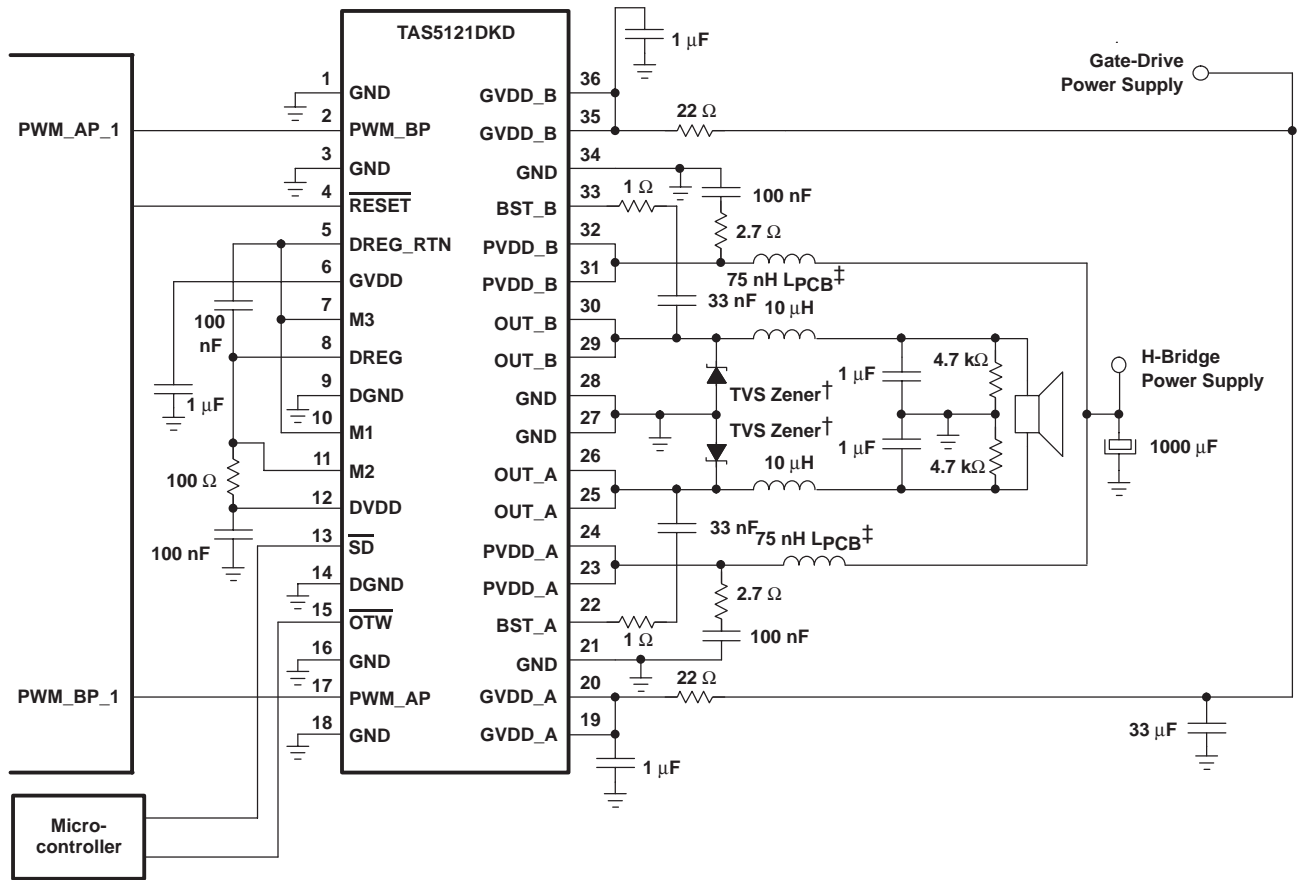 TAS5121DKD
1 μF
Gate-Drive
Power Supply
1
GND
GVDD_B
36
PWM_AP_1
2
PWM_BP
GVDD_B
35
22 Ω
3
GND
GND
34
4
RESET
BST_B
33
1 Ω
100 nF
2.7 Ω
5
DREG_RTN
PVDD_B
32
6
GVDD
PVDD_B
31
75 nH LPCB‡
100
nF
7
M3
OUT_B
30
33 nF
10 μH
8
DREG
OUT_B
29
4.7 kΩ
H-Bridge
Power Supply
1 μF
9
DGND
GND
28
TVS Zener†
1 μF
10
M1
GND
27
TVS Zener†
1 μF
1000 μF
100 Ω
11
M2
OUT_A
26
10 μH
4.7 kΩ
12
DVDD
OUT_A
25
100 nF
13
SD
PVDD_A
24
33 nF
75 nH LPCB‡
14
DGND
PVDD_A
23
2.7 Ω
15
OTW
BST_A
22
1 Ω
100 nF
16
GND
GND
21
PWM_BP_1
17
PWM_AP
GVDD_A
20
22 Ω
18
GND
GVDD_A
19
33 μF
1 μF
Micro-
controller